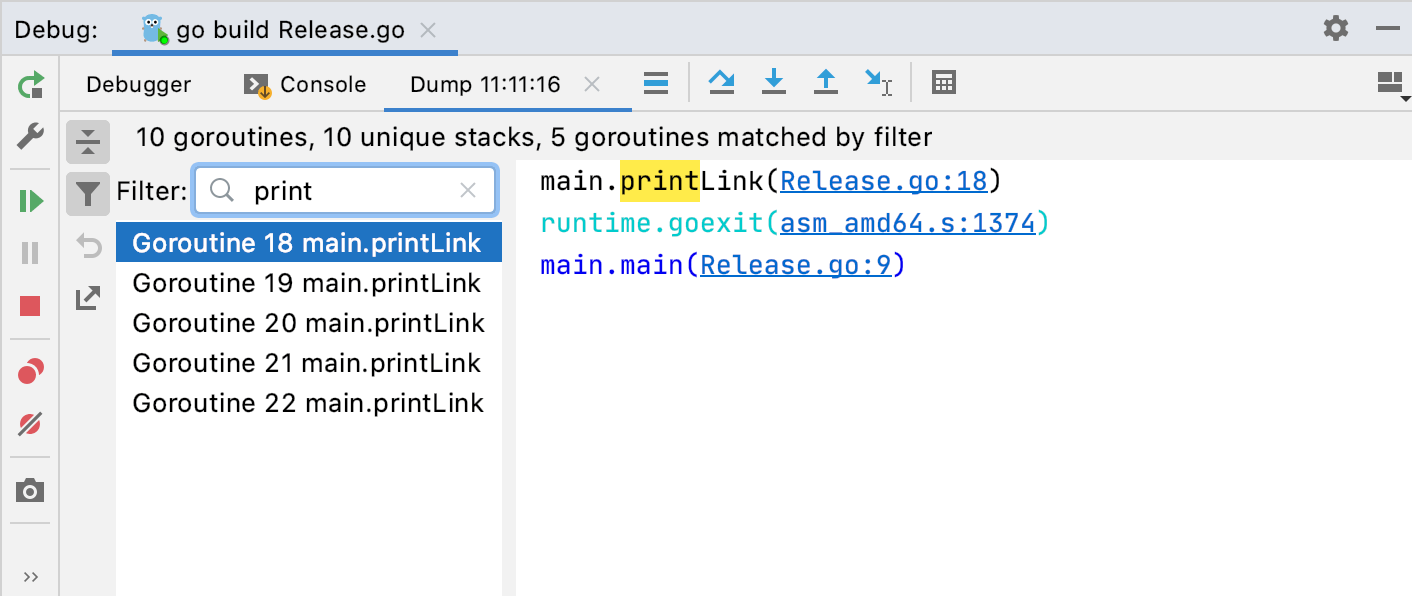 Debug: go build Release.go
Debugger Console Dump 11:11:16
10 goroutines, 10 unique stacks, 5 goroutines matched by filter
Filter: print
Goroutine 18 main.printLink
Goroutine 19 main.printLink
Goroutine 20 main.printLink
Goroutine 21 main.printLink
Goroutine 22 main.printLink
main.printLink(Release.go:18)
runtime.goexit(asm_amd64.s:1374)
main.main(Release.go:9)